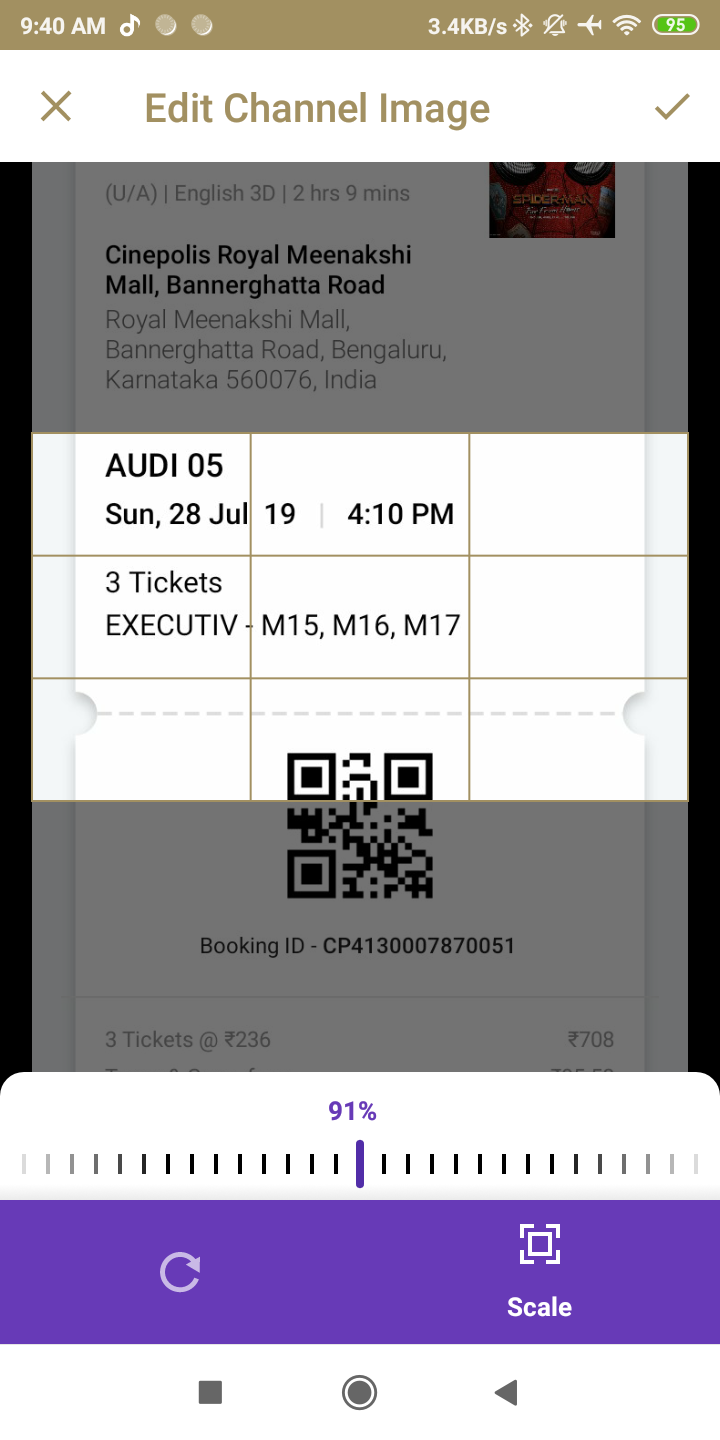 9:40 AM 3.4KB/s 95
Edit Channel Image
(U/A) | English 3D | 2 hrs 9 mins
SPIDER-MAN
Far From Home
Cinepolis Royal Meenakshi
Mall, Bannerghatta Road
Royal Meenakshi Mall,
Bannerghatta Road, Bengaluru,
Karnataka 560076, India
AUDI 05
Sun, 28 Jul 19 | 4:10 PM
3 Tickets
EXECUTIV - M15, M16, M17
Booking ID - CP4130007870051
3 Tickets @ ₹236 ₹708
91%
Scale